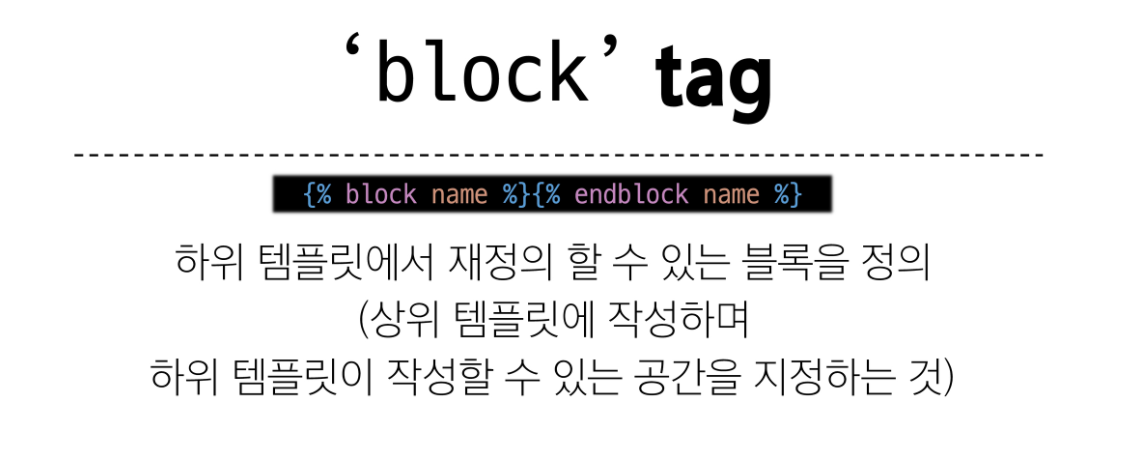 ‘block’ tag
{% block name %}{% endblock name %}
하위 템플릿에서 재정의 할 수 있는 블록을 정의
(상위 템플릿에 작성하며
하위 템플릿이 작성할 수 있는 공간을 지정하는 것)